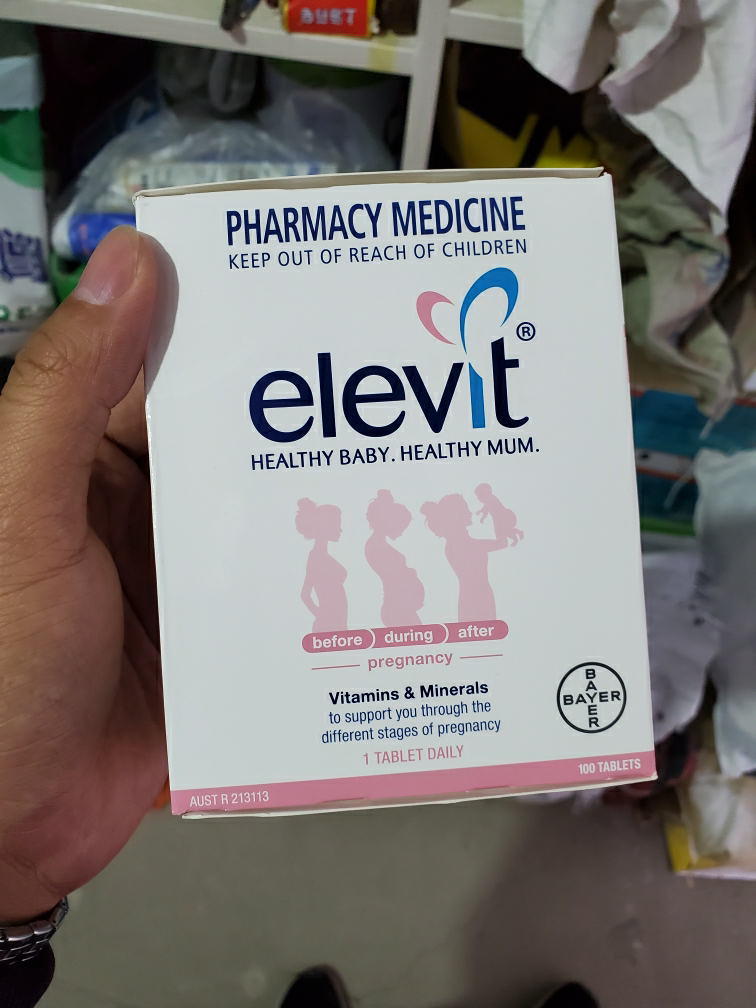 PHARMACY MEDICINE
KEEP OUT OF REACH OF CHILDREN
elevit®
HEALTHY BABY. HEALTHY MUM.
before during after
pregnancy
Vitamins & Minerals
to support you through the
different stages of pregnancy
1 TABLET DAILY
BAYER
BAYER
AUST R 213113
100 TABLETS